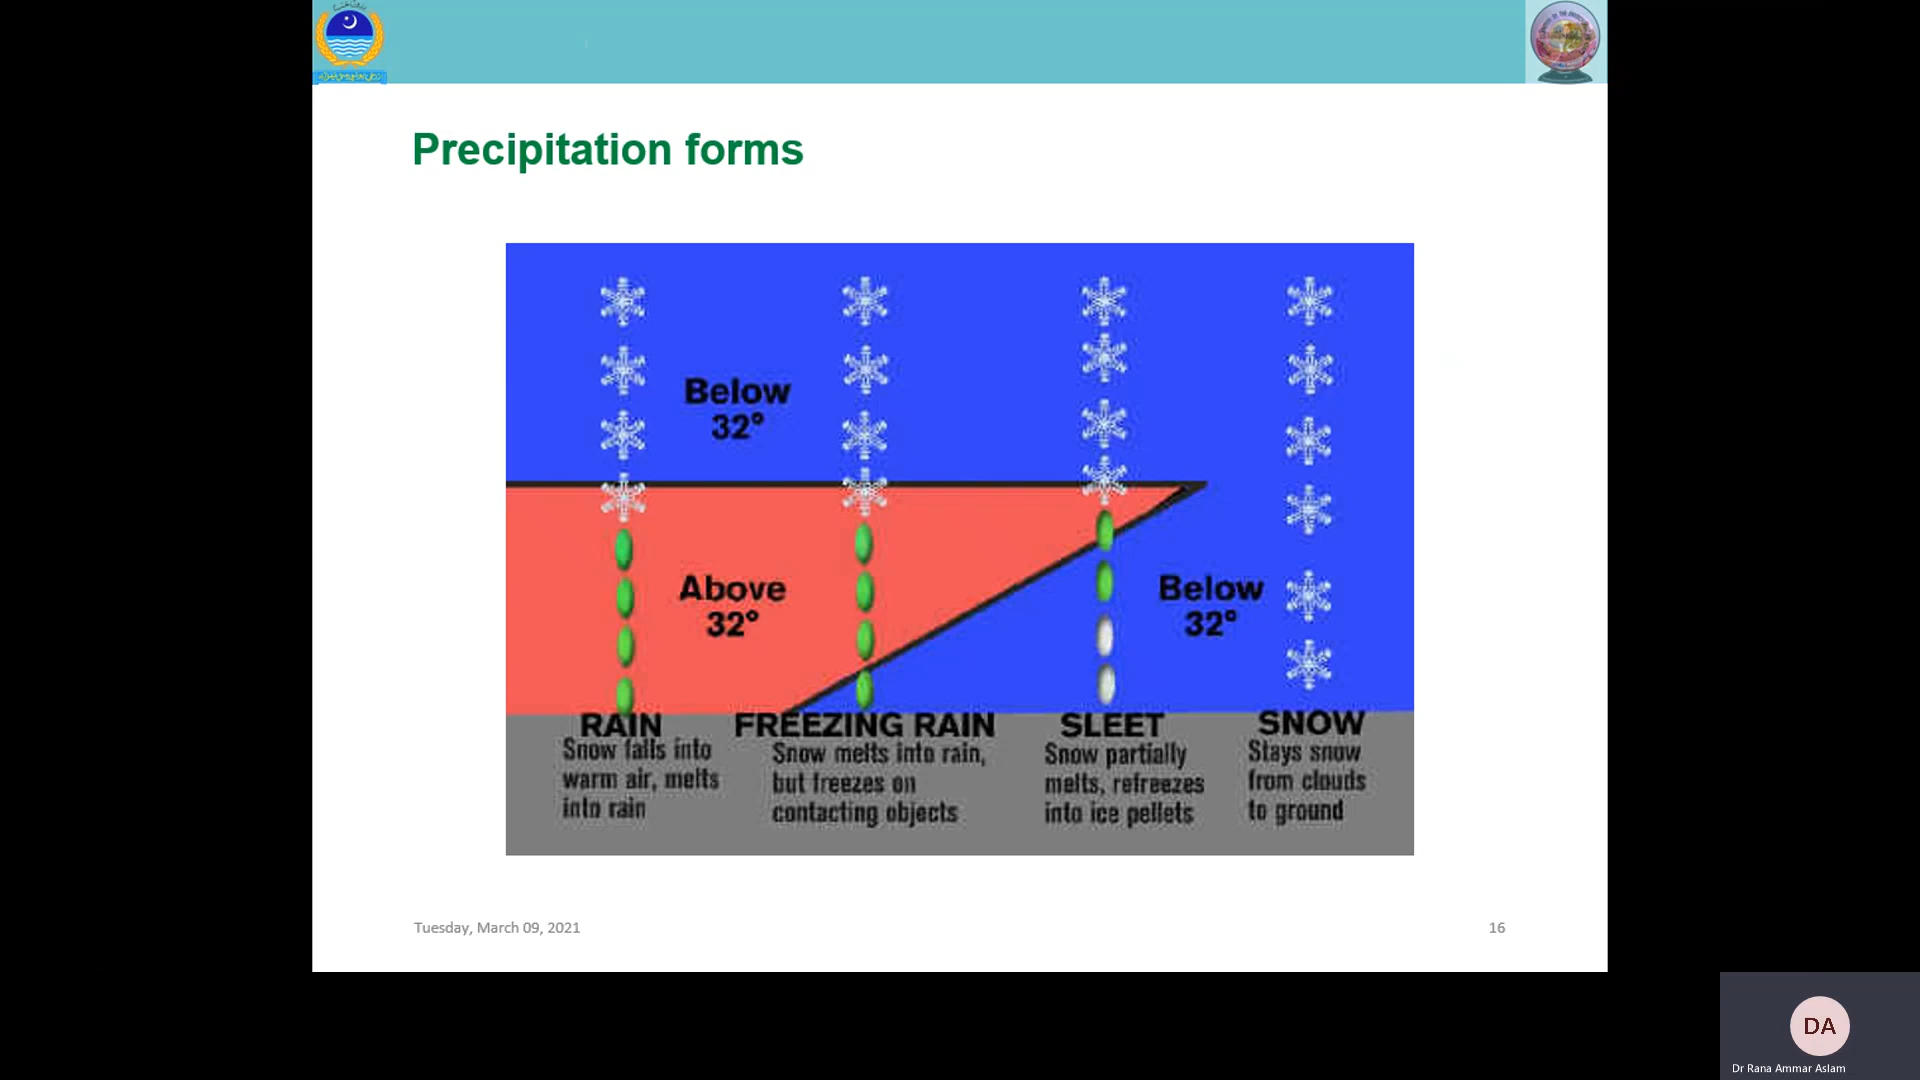 Precipitation forms
Below
32°
Above
32°
Below
32°
RAIN
Snow falls into
warm air, melts
into rain
FREEZING RAIN
Snow melts into rain,
but freezes on
contacting objects
SLEET
Snow partially
melts, refreezes
into ice pellets
SNOW
Stays snow
from clouds
to ground
Tuesday, March 09, 2021
16
DA
Dr Rana Ammar Aslam